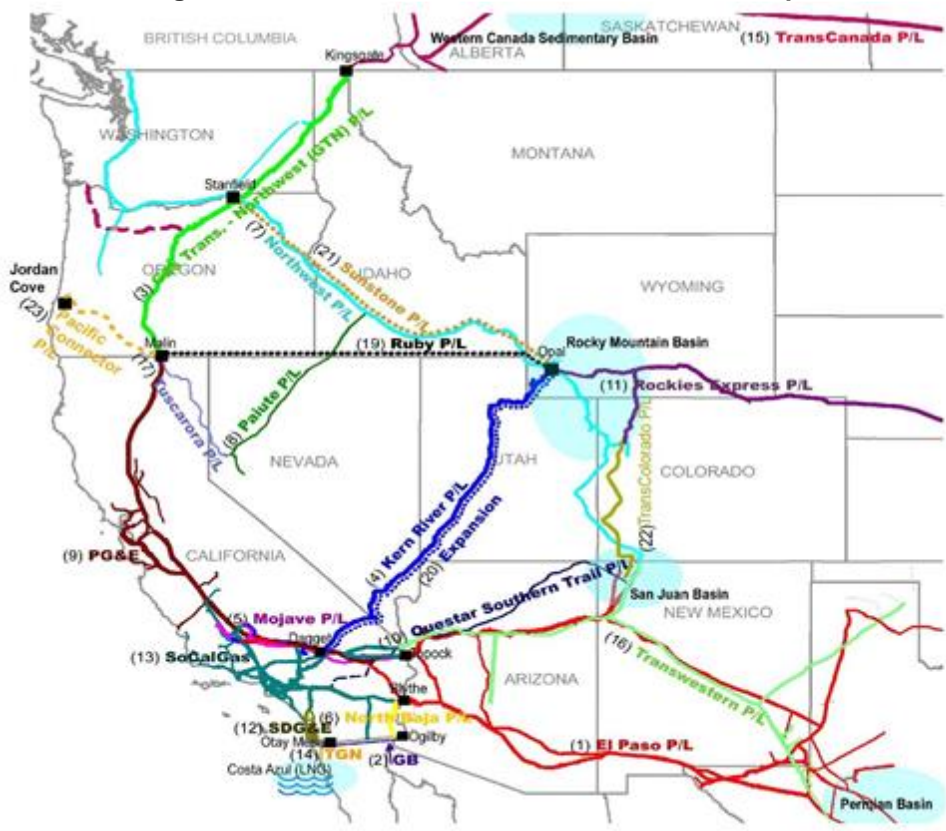 BRITISH COLUMBIA
SASKATCHEWAN
Western Canada Sedimentary Basin
(15) TransCanada P/L
ALBERTA
Kingsgate
WASHINGTON
MONTANA
Stanfield
(3) Trans. - Northwest (GTN) P/L
(7) Northwest P/L
(21) Sunstone P/L
OREGON
IDAHO
WYOMING
Jordan
Cove
(23)
Pacific
Connector
P/L
Malin
(19) Ruby P/L
Opal
Rocky Mountain Basin
(11) Rockies Express P/L
(17) Tuscarora P/L
Paiute P/L
NEVADA
UTAH
COLORADO
(22)TransColorado P/L
(4) Kern River P/L
(20) Expansion
(9) PG&E
CALIFORNIA
San Juan Basin
NEW MEXICO
(5) Mojave P/L
(10) Questar Southern Trail P/L
Daggett
Topock
(13) SoCalGas
ARIZONA
(16) Transwestern P/L
Blythe
(6) North Baja P/L
(12) SDG&E
Otay Mesa
Ogilby
(14) TGN
(2) GB
(1) El Paso P/L
Costa Azul (LNG)
Permian Basin